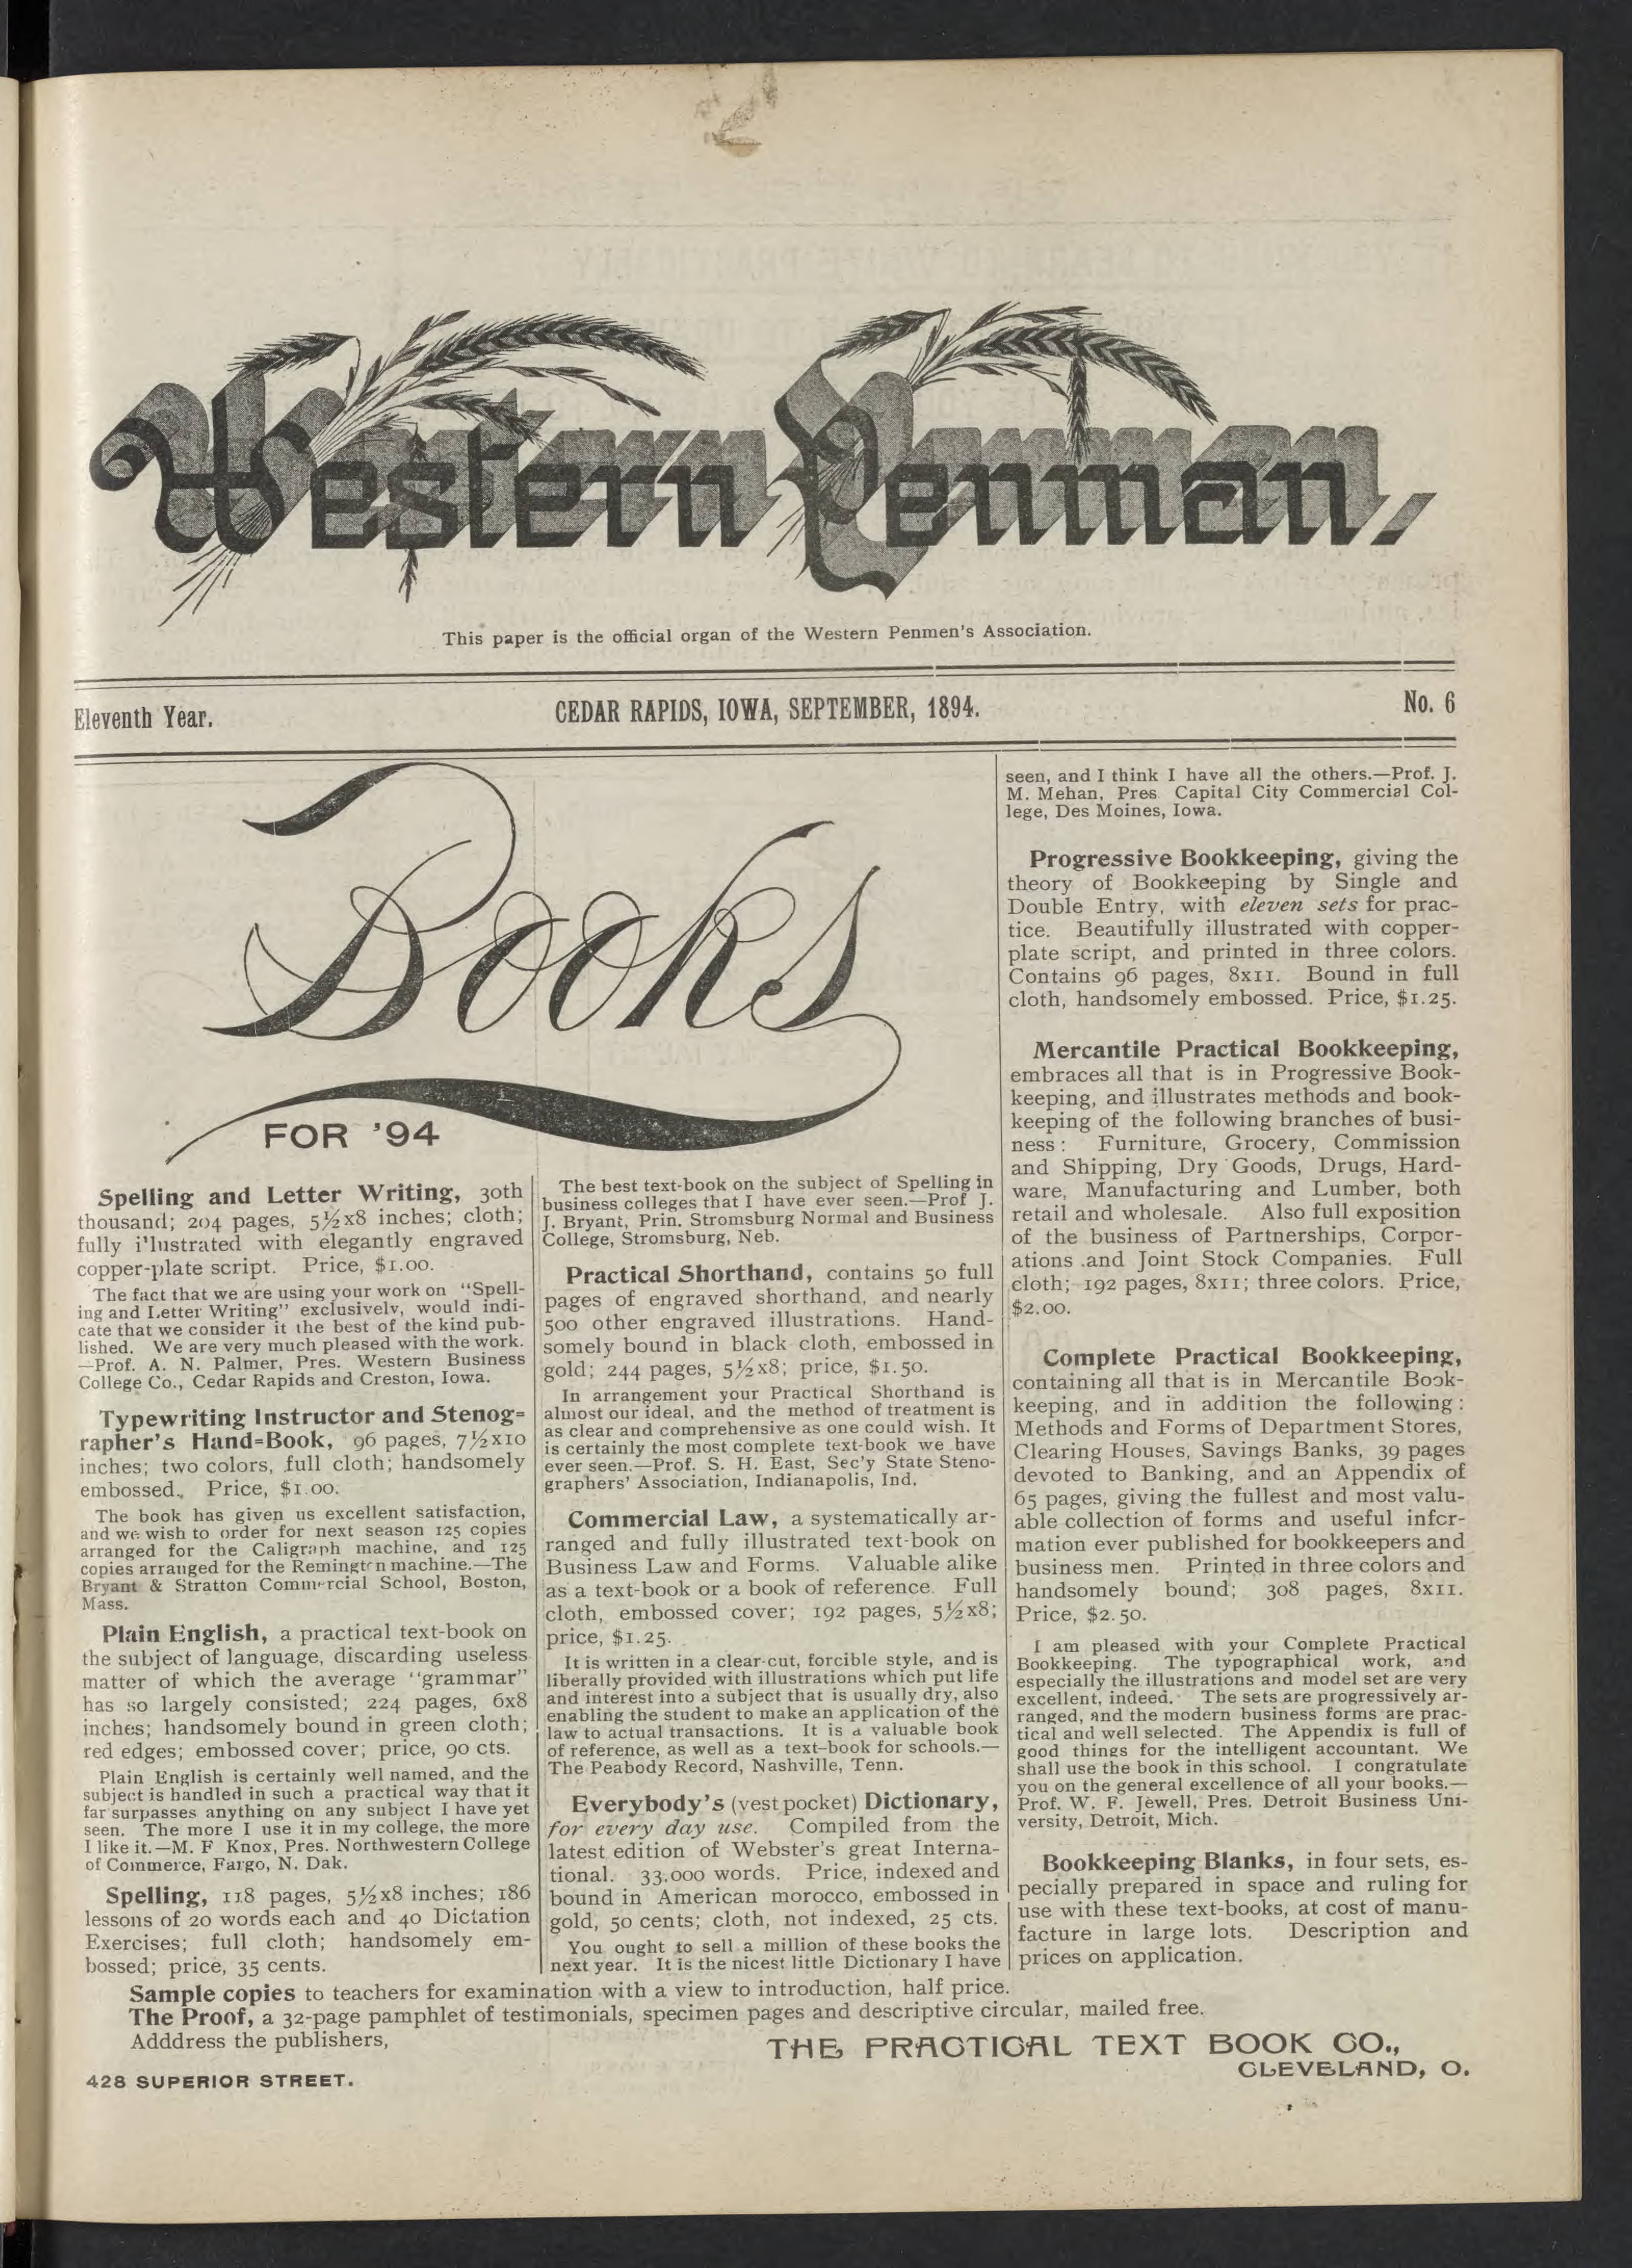 Western Penman,
This paper is the official organ of the Western Penmen's Association.
Eleventh Year.
CEDAR RAPIDS, IOWA, SEPTEMBER, 1894.
No. 6
Books
FOR '94
Spelling and Letter Writing, 30th
thousand; 204 pages, 5½x8 inches; cloth;
fully i'lustrated with elegantly engraved
copper-plate script. Price, $1.00.
The fact that we are using your work on "Spell-
ing and Letter Writing" exclusively, would indi-
cate that we consider it the best of the kind pub-
lished. We are very much pleased with the work.
—Prof. A. N. Palmer, Pres. Western Business
College Co., Cedar Rapids and Creston, Iowa.
Typewriting Instructor and Stenog=
rapher's Hand=Book, 96 pages, 7½x10
inches; two colors, full cloth; handsomely
embossed. Price, $1.00.
The book has given us excellent satisfaction,
and we wish to order for next season 125 copies
arranged for the Caligraph machine, and 125
copies arranged for the Remington machine.—The
Bryant & Stratton Commercial School, Boston,
Mass.
Plain English, a practical text-book on
the subject of language, discarding useless
matter of which the average "grammar"
has so largely consisted; 224 pages, 6x8
inches; handsomely bound in green cloth;
red edges; embossed cover; price, 90 cts.
Plain English is certainly well named, and the
subject is handled in such a practical way that it
far surpasses anything on any subject I have yet
seen. The more I use it in my college, the more
I like it.—M. F Knox, Pres. Northwestern College
of Commerce, Fargo, N. Dak.
Spelling, 118 pages, 5½x8 inches; 186
lessons of 20 words each and 40 Dictation
Exercises; full cloth; handsomely em-
bossed; price, 35 cents.
The best text-book on the subject of Spelling in
business colleges that I have ever seen.—Prof J.
J. Bryant, Prin. Stromsburg Normal and Business
College, Stromsburg, Neb.
Practical Shorthand, contains 50 full
pages of engraved shorthand, and nearly
500 other engraved illustrations. Hand-
somely bound in black cloth, embossed in
gold; 244 pages, 5½x8; price, $1.50.
In arrangement your Practical Shorthand is
almost our ideal, and the method of treatment is
as clear and comprehensive as one could wish. It
is certainly the most complete text-book we have
ever seen.—Prof. S. H. East, Sec'y State Steno-
graphers' Association, Indianapolis, Ind.
Commercial Law, a systematically ar-
ranged and fully illustrated text-book on
Business Law and Forms. Valuable alike
as a text-book or a book of reference. Full
cloth, embossed cover; 192 pages, 5½x8;
price, $1.25.
It is written in a clear-cut, forcible style, and is
liberally provided with illustrations which put life
and interest into a subject that is usually dry, also
enabling the student to make an application of the
law to actual transactions. It is a valuable book
of reference, as well as a text-book for schools.—
The Peabody Record, Nashville, Tenn.
Everybody's (vest pocket) Dictionary,
for every day use. Compiled from the
latest edition of Webster's great Interna-
tional. 33.000 words. Price, indexed and
bound in American morocco, embossed in
gold, 50 cents; cloth, not indexed, 25 cts.
You ought to sell a million of these books the
next year. It is the nicest little Dictionary I have
seen, and I think I have all the others.—Prof. J.
M. Mehan, Pres Capital City Commercial Col-
lege, Des Moines, Iowa.
Progressive Bookkeeping, giving the
theory of Bookkeeping by Single and
Double Entry, with eleven sets for prac-
tice. Beautifully illustrated with copper-
plate script, and printed in three colors.
Contains 96 pages, 8x11. Bound in full
cloth, handsomely embossed. Price, $1.25.
Mercantile Practical Bookkeeping,
embraces all that is in Progressive Book-
keeping, and illustrates methods and book-
keeping of the following branches of busi-
ness: Furniture, Grocery, Commission
and Shipping, Dry Goods, Drugs, Hard-
ware, Manufacturing and Lumber, both
retail and wholesale. Also full exposition
of the business of Partnerships, Corpor-
ations and Joint Stock Companies. Full
cloth; 192 pages, 8x11; three colors. Price,
$2.00.
Complete Practical Bookkeeping,
containing all that is in Mercantile Book-
keeping, and in addition the following:
Methods and Forms of Department Stores,
Clearing Houses, Savings Banks, 39 pages
devoted to Banking, and an Appendix of
65 pages, giving the fullest and most valu-
able collection of forms and useful infor-
mation ever published for bookkeepers and
business men. Printed in three colors and
handsomely bound; 308 pages, 8x11.
Price, $2.50.
I am pleased with your Complete Practical
Bookkeeping. The typographical work, and
especially the illustrations and model set are very
excellent, indeed. The sets are progressively ar-
ranged, and the modern business forms are prac-
tical and well selected. The Appendix is full of
good things for the intelligent accountant. We
shall use the book in this school. I congratulate
you on the general excellence of all your books.—
Prof. W. F. Jewell, Pres. Detroit Business Uni-
versity, Detroit, Mich.
Bookkeeping Blanks, in four sets, es-
pecially prepared in space and ruling for
use with these text-books, at cost of manu-
facture in large lots. Description and
prices on application.
Sample copies to teachers for examination with a view to introduction, half price.
The Proof, a 32-page pamphlet of testimonials, specimen pages and descriptive circular, mailed free.
Adddress the publishers,
THE PRACTICAL TEXT BOOK CO.,
428 SUPERIOR STREET.
CLEVELAND, O.